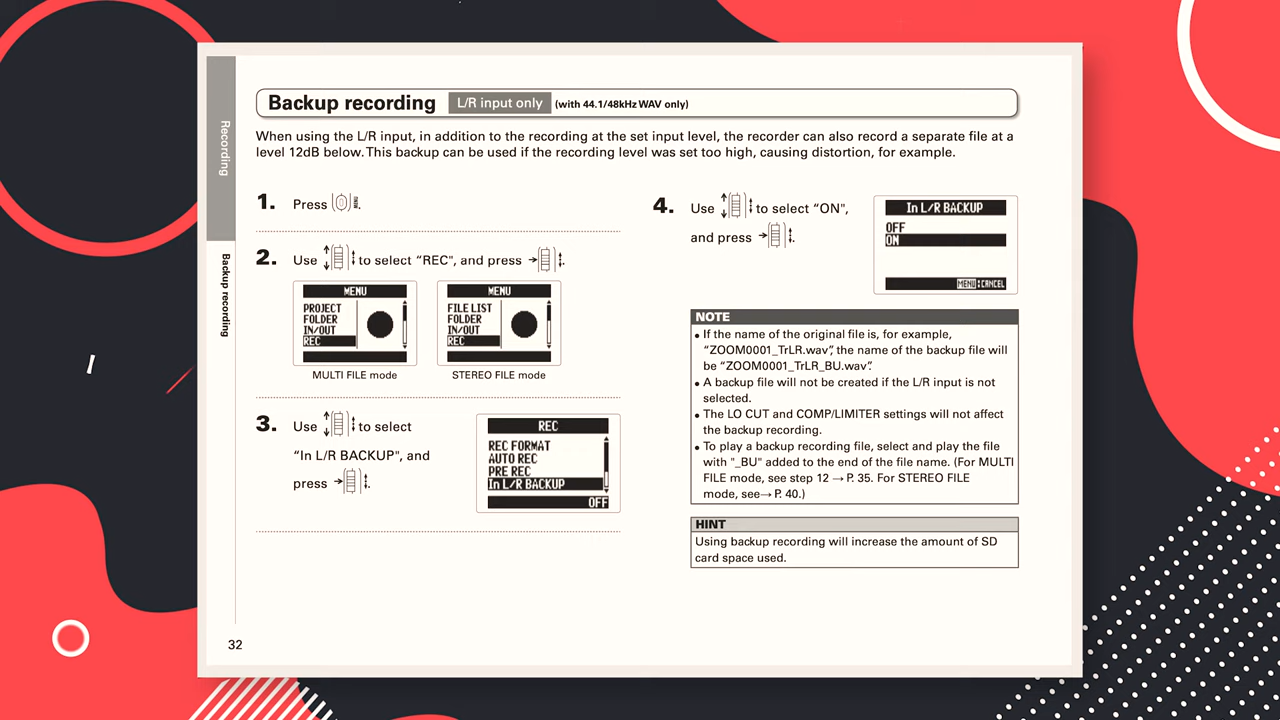 Recording
Backup recording
Backup recording L/R input only (with 44.1/48kHz WAV only)
When using the L/R input, in addition to the recording at the set input level, the recorder can also record a separate file at a
level 12dB below. This backup can be used if the recording level was set too high, causing distortion, for example.
1. Press MENU.
2. Use to select “REC", and press .
MENU
PROJECT
FOLDER
IN/OUT
REC
MULTI FILE mode
MENU
FILE LIST
FOLDER
IN/OUT
REC
STEREO FILE mode
3. Use to select
“In L/R BACKUP", and
press .
REC
REC FORMAT
AUTO REC
PRE REC
In L/R BACKUP
OFF
4. Use to select “ON",
and press .
In L/R BACKUP
OFF
ON
MENU:CANCEL
NOTE
• If the name of the original file is, for example,
“ZOOM0001_TrLR.wav”, the name of the backup file will
be “ZOOM0001_TrLR_BU.wav”.
• A backup file will not be created if the L/R input is not
selected.
• The LO CUT and COMP/LIMITER settings will not affect
the backup recording.
• To play a backup recording file, select and play the file
with "_BU" added to the end of the file name. (For MULTI
FILE mode, see step 12 → P. 35. For STEREO FILE
mode, see→ P. 40.)
HINT
Using backup recording will increase the amount of SD
card space used.
32